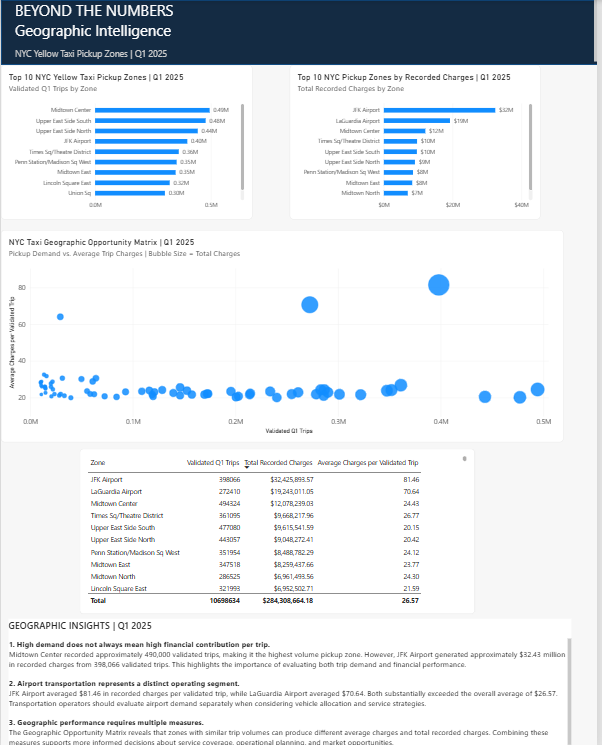 BEYOND THE NUMBERS
Geographic Intelligence
NYC Yellow Taxi Pickup Zones | Q1 2025
Top 10 NYC Yellow Taxi Pickup Zones | Q1 2025
Validated Q1 Trips by Zone
Midtown Center 0.49M
Upper East Side South 0.48M
Upper East Side North 0.44M
JFK Airport 0.40M
Times Sq/Theatre District 0.36M
Penn Station/Madison Sq West 0.35M
Midtown East 0.35M
Lincoln Square East 0.32M
Union Sq 0.30M
0.0M 0.5M
Top 10 NYC Pickup Zones by Recorded Charges | Q1 2025
Total Recorded Charges by Zone
JFK Airport $32M
LaGuardia Airport $19M
Midtown Center $12M
Times Sq/Theatre District $10M
Upper East Side South $10M
Upper East Side North $9M
Penn Station/Madison Sq West $8M
Midtown East $8M
Midtown North $7M
$0M $20M $40M
NYC Taxi Geographic Opportunity Matrix | Q1 2025
Pickup Demand vs. Average Trip Charges | Bubble Size = Total Charges
Average Charges per Validated Trip
80
60
40
20
0.0M 0.1M 0.2M 0.3M 0.4M 0.5M
Validated Q1 Trips
Zone Validated Q1 Trips Total Recorded Charges Average Charges per Validated Trip
JFK Airport 398066 $32,425,893.57 81.46
LaGuardia Airport 272410 $19,243,011.05 70.64
Midtown Center 494324 $12,078,239.03 24.43
Times Sq/Theatre District 361095 $9,668,217.96 26.77
Upper East Side South 477080 $9,615,541.59 20.15
Upper East Side North 443057 $9,048,272.41 20.42
Penn Station/Madison Sq West 351954 $8,488,782.29 24.12
Midtown East 347518 $8,259,437.66 23.77
Midtown North 286525 $6,961,493.56 24.30
Lincoln Square East 321993 $6,952,502.71 21.59
Total 10698634 $284,308,664.18 26.57
GEOGRAPHIC INSIGHTS | Q1 2025
1. High demand does not always mean high financial contribution per trip.
Midtown Center recorded approximately 490,000 validated trips, making it the highest volume pickup zone. However, JFK Airport generated approximately $32.43 million
in recorded charges from 398,066 validated trips. This highlights the importance of evaluating both trip demand and financial performance.
2. Airport transportation represents a distinct operating segment.
JFK Airport averaged $81.46 in recorded charges per validated trip, while LaGuardia Airport averaged $70.64. Both substantially exceeded the overall average of $26.57.
Transportation operators should evaluate airport demand separately when considering vehicle allocation and service strategies.
3. Geographic performance requires multiple measures.
The Geographic Opportunity Matrix reveals that zones with similar trip volumes can produce different average charges and total recorded charges. Combining these
measures supports more informed decisions about service coverage, operational planning, and market opportunities.